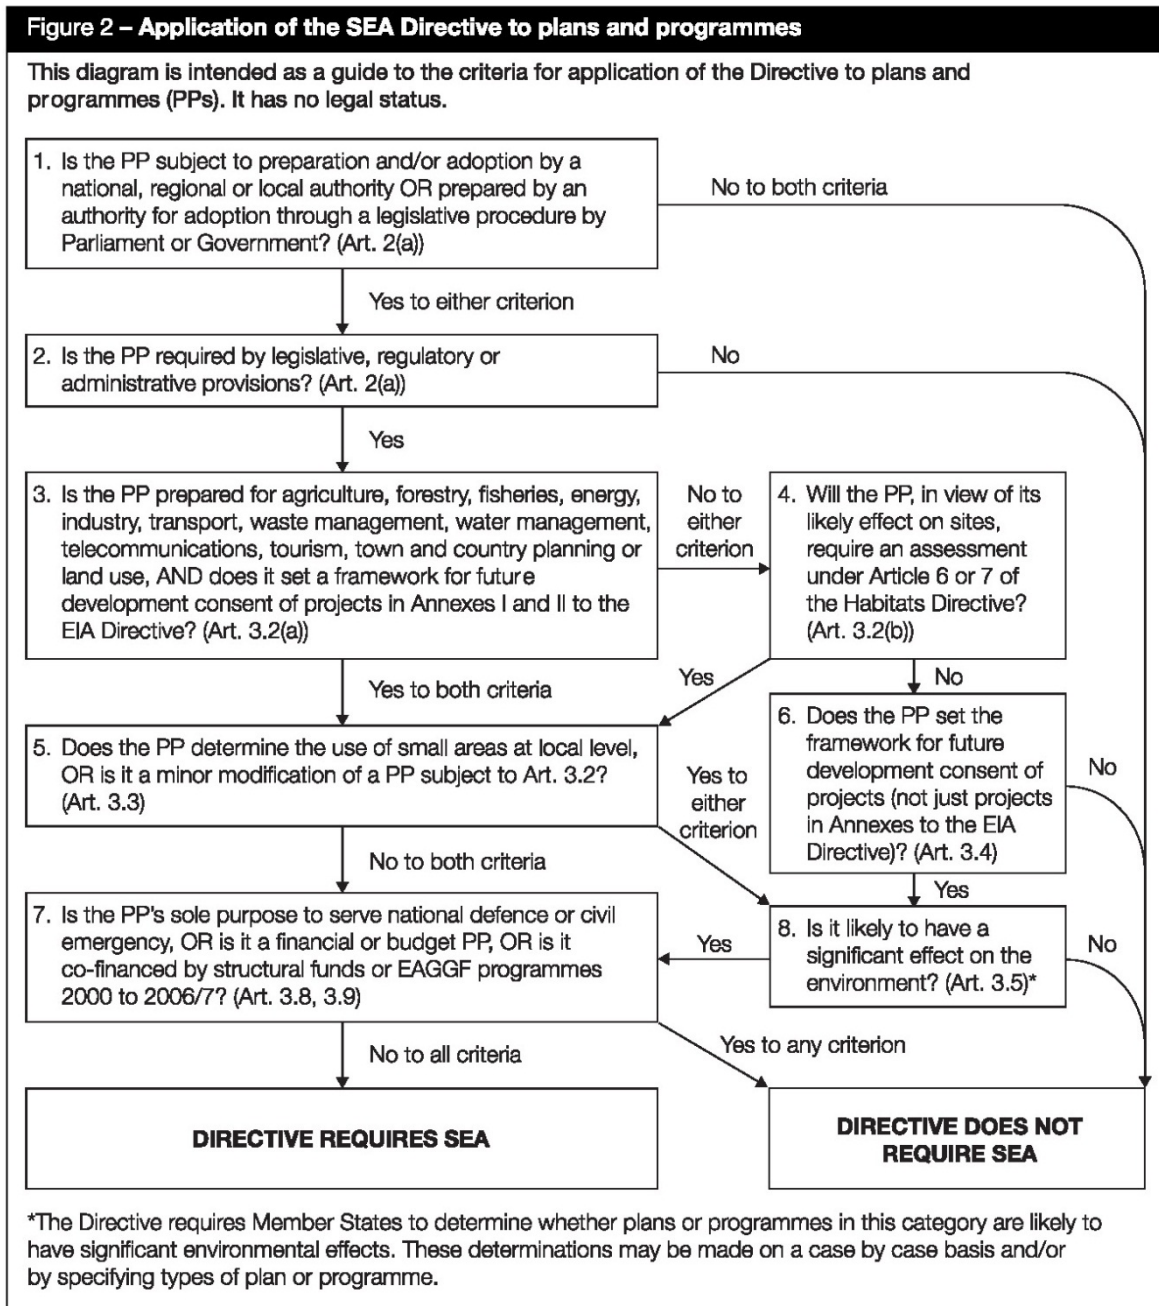 Figure 2 – Application of the SEA Directive to plans and programmes
This diagram is intended as a guide to the criteria for application of the Directive to plans and
programmes (PPs). It has no legal status.
1. Is the PP subject to preparation and/or adoption by a
national, regional or local authority OR prepared by an
authority for adoption through a legislative procedure by
Parliament or Government? (Art. 2(a))
No to both criteria
Yes to either criterion
2. Is the PP required by legislative, regulatory or
administrative provisions? (Art. 2(a))
No
Yes
3. Is the PP prepared for agriculture, forestry, fisheries, energy,
industry, transport, waste management, water management,
telecommunications, tourism, town and country planning or
land use, AND does it set a framework for future
development consent of projects in Annexes I and II to the
EIA Directive? (Art. 3.2(a))
No to
either
criterion
4. Will the PP, in view of its
likely effect on sites,
require an assessment
under Article 6 or 7 of
the Habitats Directive?
(Art. 3.2(b))
Yes to both criteria
Yes
No
5. Does the PP determine the use of small areas at local level,
OR is it a minor modification of a PP subject to Art. 3.2?
(Art. 3.3)
Yes to
either
criterion
6. Does the PP set the
framework for future
development consent of
projects (not just projects
in Annexes to the EIA
Directive)? (Art. 3.4)
No
No to both criteria
Yes
7. Is the PP's sole purpose to serve national defence or civil
emergency, OR is it a financial or budget PP, OR is it
co-financed by structural funds or EAGGF programmes
2000 to 2006/7? (Art. 3.8, 3.9)
Yes
8. Is it likely to have a
significant effect on the
environment? (Art. 3.5)*
No
No to all criteria
Yes to any criterion
DIRECTIVE REQUIRES SEA
DIRECTIVE DOES NOT
REQUIRE SEA
*The Directive requires Member States to determine whether plans or programmes in this category are likely to
have significant environmental effects. These determinations may be made on a case by case basis and/or
by specifying types of plan or programme.